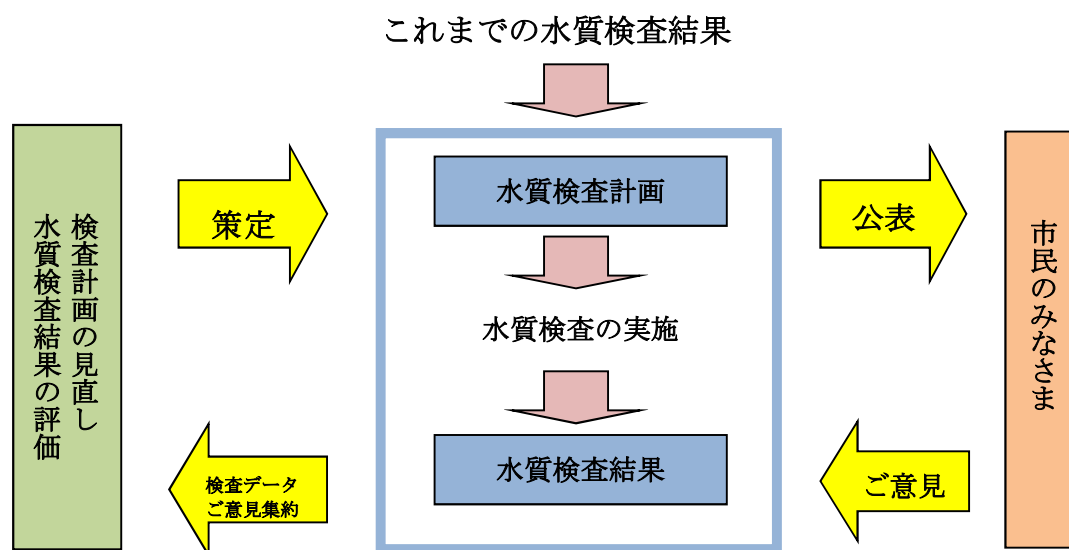 これまでの水質検査結果
検査計画の見直し
水質検査結果の評価
策定
水質検査計画
公表
市民のみなさま
水質検査の実施
検査データ
ご意見集約
水質検査結果
ご意見